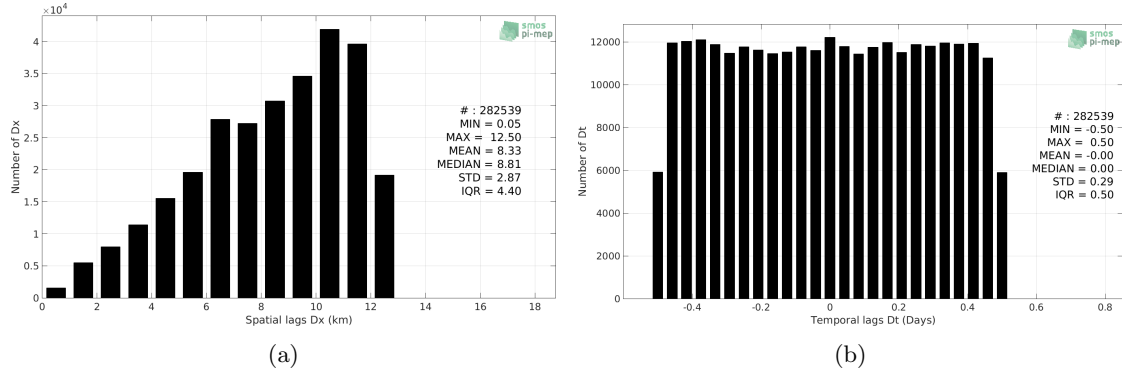 ×10⁴
4
3.5
3
2.5
2
1.5
1
0.5
0
Number of Dx
0 2 4 6 8 10 12 14 16 18
Spatial lags Dx (km)
smos
pi-mep
# : 282539
MIN = 0.05
MAX = 12.50
MEAN = 8.33
MEDIAN = 8.81
STD = 2.87
IQR = 4.40
(a)
12000
10000
8000
6000
4000
2000
0
Number of Dt
-0.4 -0.2 0 0.2 0.4 0.6 0.8
Temporal lags Dt (Days)
smos
pi-mep
# : 282539
MIN = -0.50
MAX = 0.50
MEAN = -0.00
MEDIAN = 0.00
STD = 0.29
IQR = 0.50
(b)